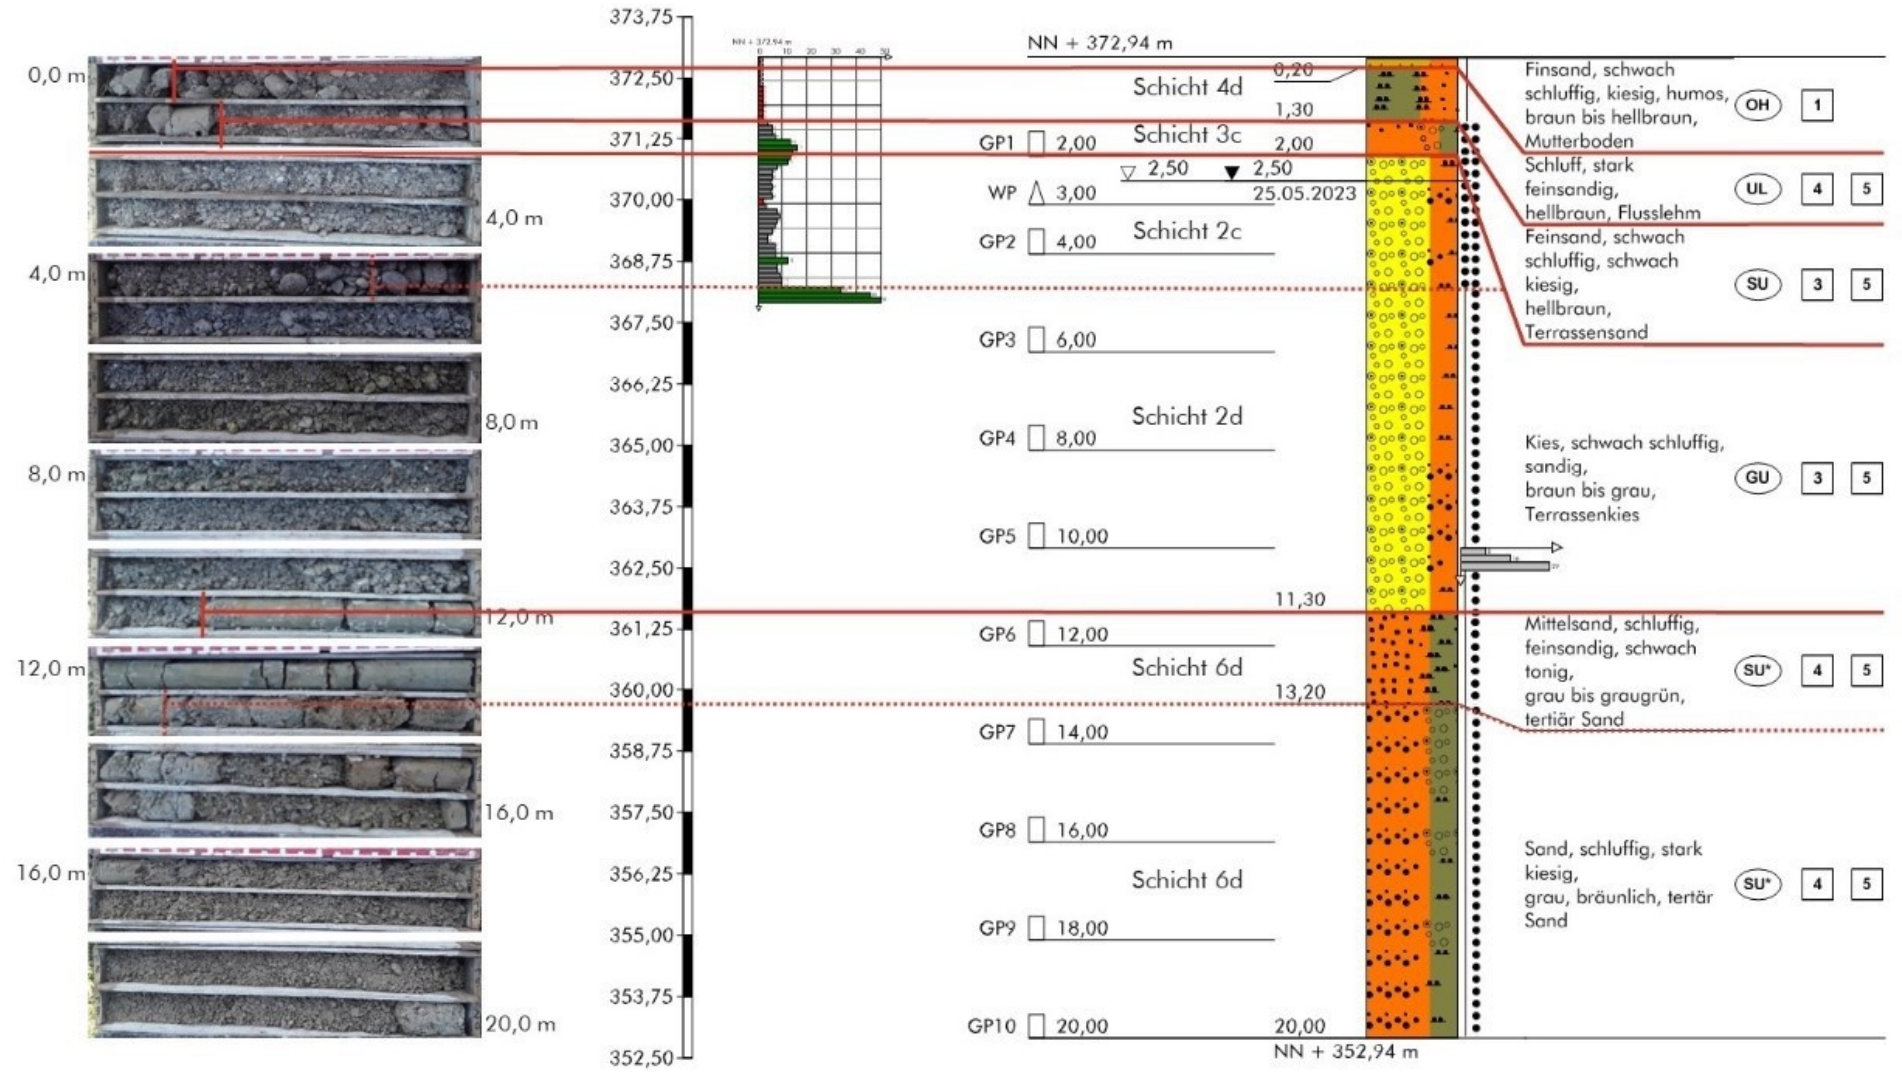 0,0 m
4,0 m
4,0 m
8,0 m
8,0 m
12,0 m
12,0 m
16,0 m
16,0 m
20,0 m
373,75
372,50
371,25
370,00
368,75
367,50
366,25
365,00
363,75
362,50
361,25
360,00
358,75
357,50
356,25
355,00
353,75
352,50
NN + 372,94 m
0 10 20 30 40 50
NN + 372,94 m
Schicht 4d
0,20
1,30
GP1 2,00 Schicht 3c 2,00
2,50 2,50
WP 3,00 25.05.2023
GP2 4,00 Schicht 2c
GP3 6,00
Schicht 2d
GP4 8,00
GP5 10,00
11,30
GP6 12,00
Schicht 6d
13,20
GP7 14,00
GP8 16,00
Schicht 6d
GP9 18,00
GP10 20,00 20,00
NN + 352,94 m
Finsand, schwach
schluffig, kiesig, humos,
braun bis hellbraun,
Mutterboden
OH 1
Schluff, stark
feinsandig,
hellbraun, Flusslehm
UL 4 5
Feinsand, schwach
schluffig, schwach
kiesig,
hellbraun,
Terrassensand
SU 3 5
Kies, schwach schluffig,
sandig,
braun bis grau,
Terrassenkies
GU 3 5
Mittelsand, schluffig,
feinsandig, schwach
tonig,
grau bis graugrün,
tertiär Sand
SU* 4 5
Sand, schluffig, stark
kiesig,
grau, bräunlich, tertär
Sand
SU* 4 5